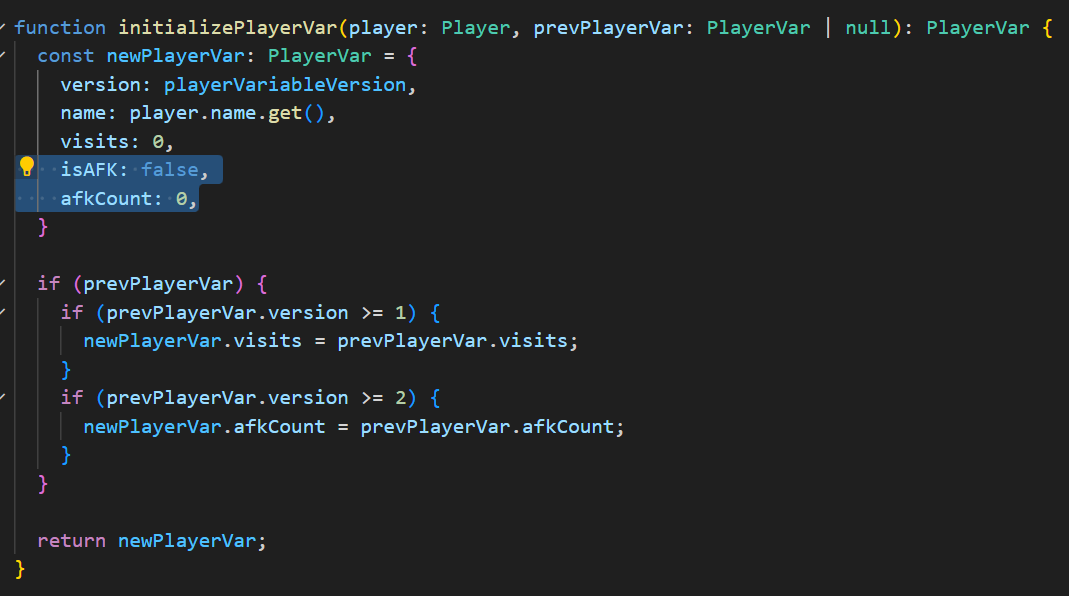 function initializePlayerVar(player: Player, prevPlayerVar: PlayerVar | null): PlayerVar {
  const newPlayerVar: PlayerVar = {
    version: playerVariableVersion,
    name: player.name.get(),
    visits: 0,
    isAFK: false,
    afkCount: 0,
  }

  if (prevPlayerVar) {
    if (prevPlayerVar.version >= 1) {
      newPlayerVar.visits = prevPlayerVar.visits;
    }
    if (prevPlayerVar.version >= 2) {
      newPlayerVar.afkCount = prevPlayerVar.afkCount;
    }
  }

  return newPlayerVar;
}